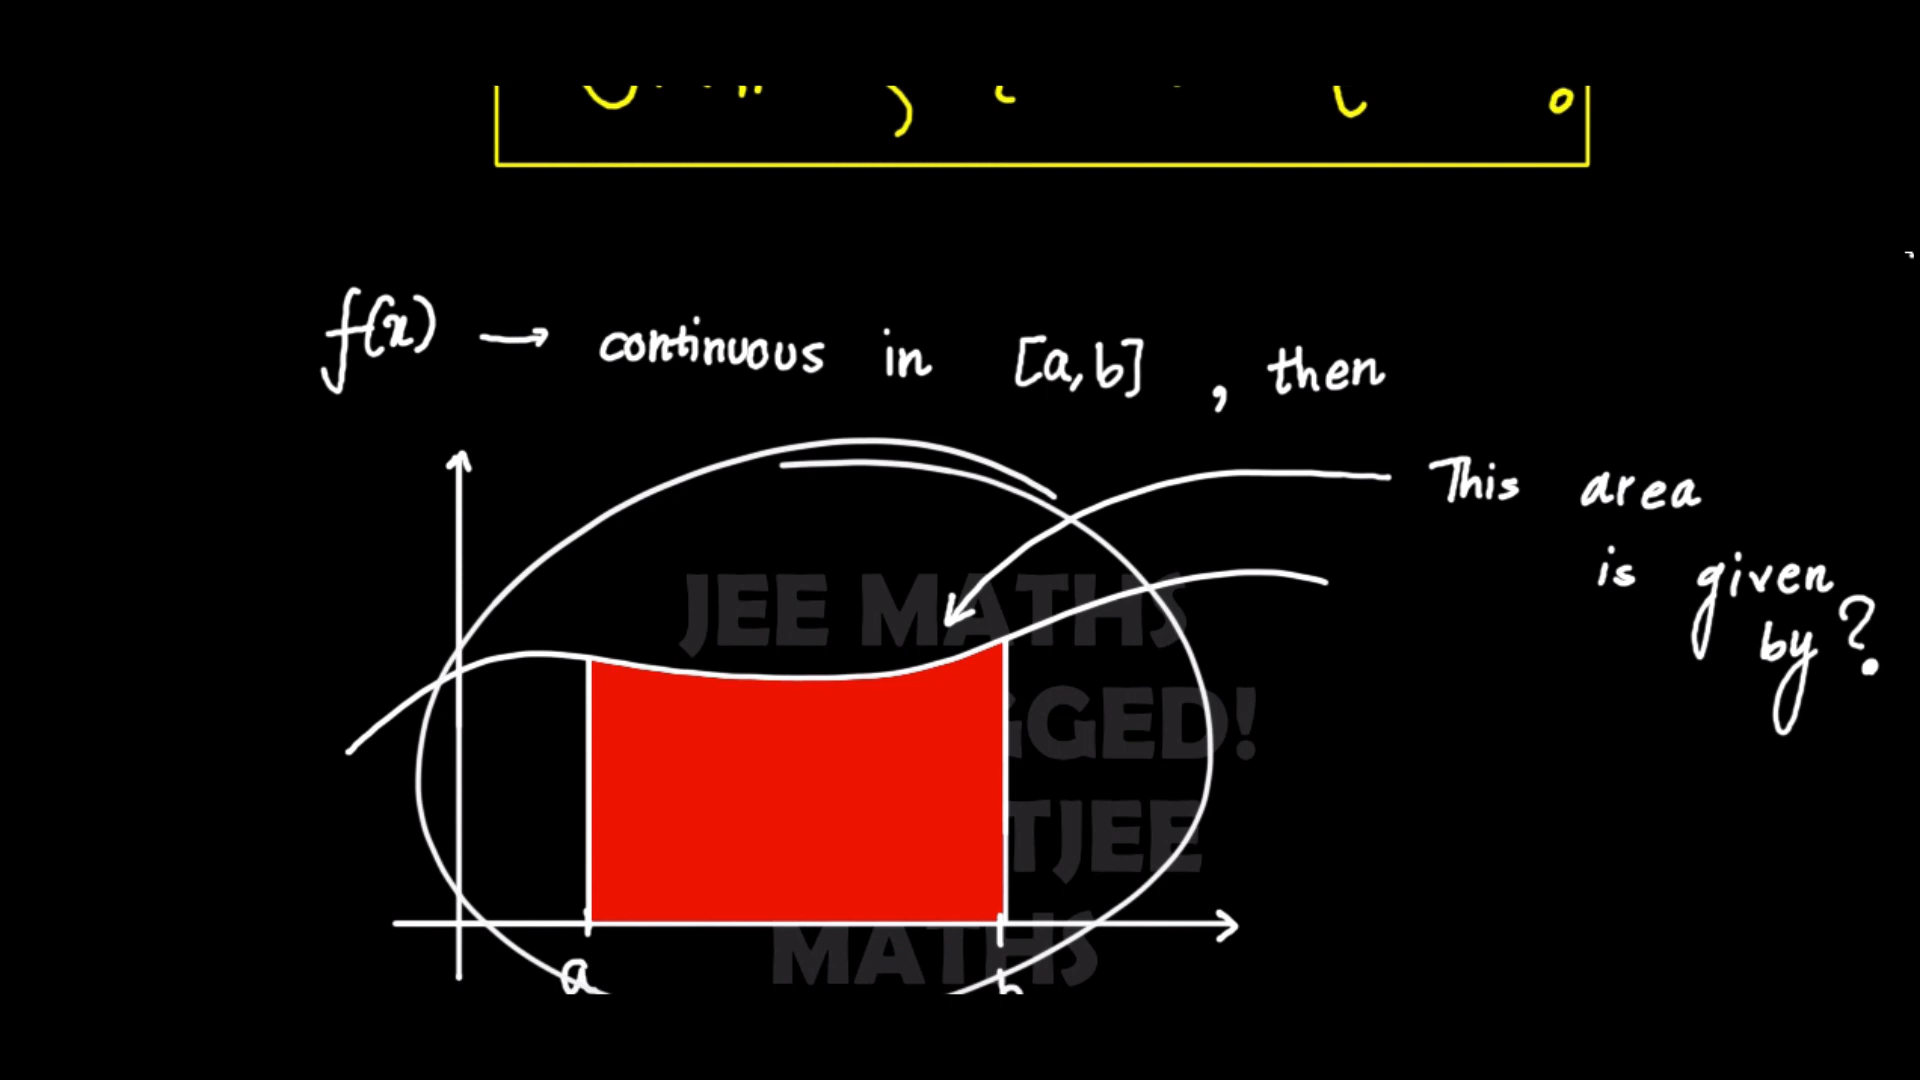 f(x) → continuous in [a,b] , then
This area
is given
by?
JEE MATHS
GGED!
TJEE
MATHS
a
b